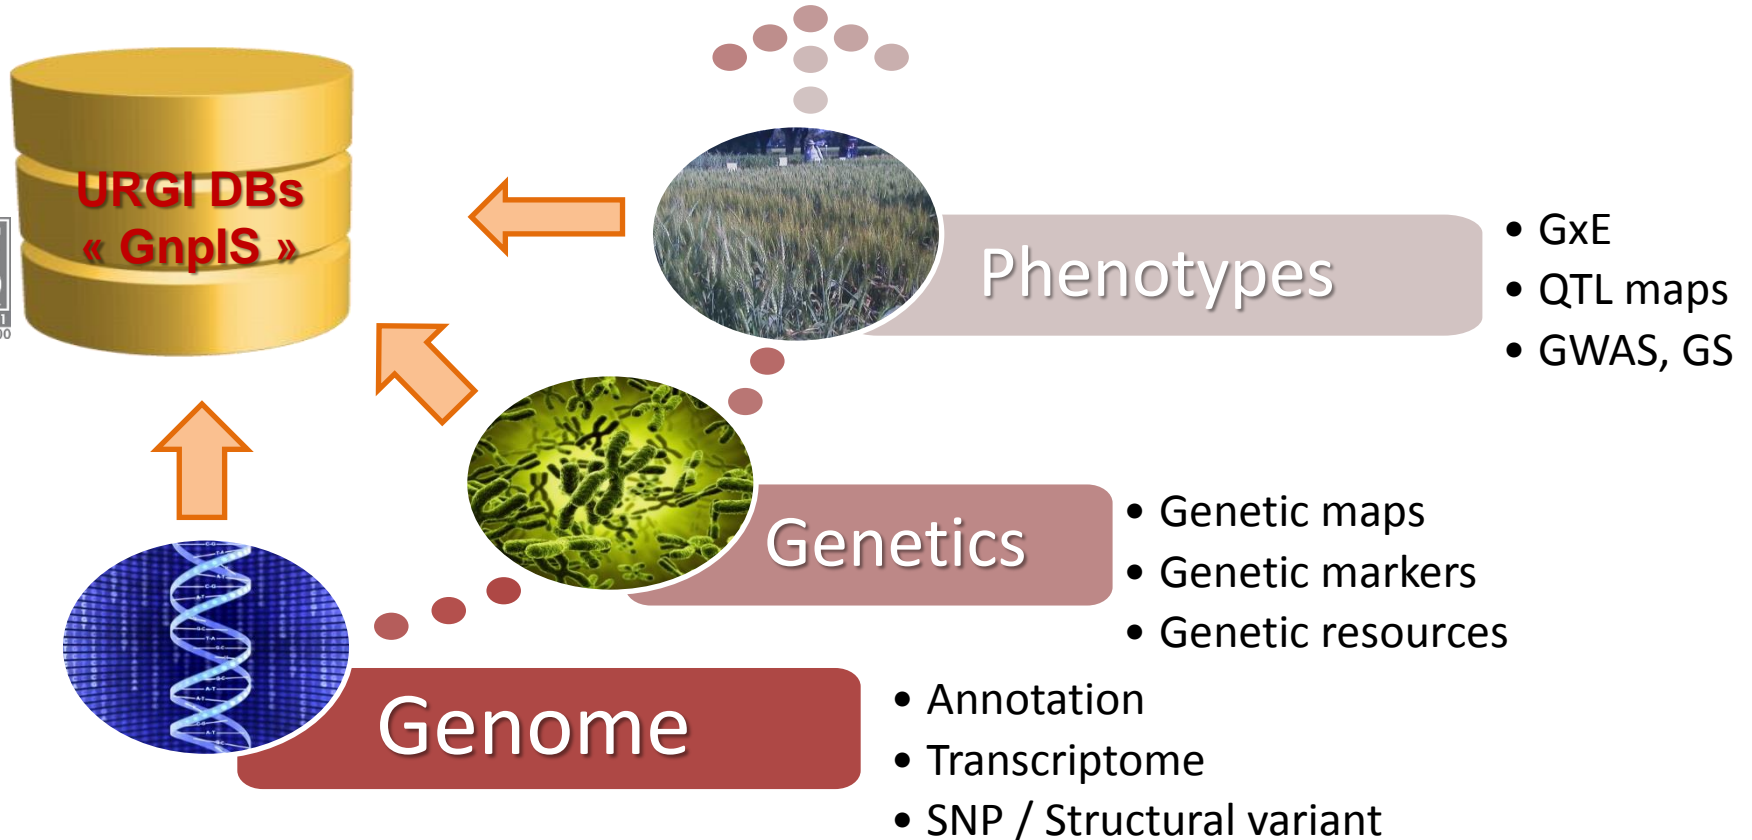 URGI DBs
« GnpIS »
Phenotypes
• GxE
• QTL maps
• GWAS, GS
Genetics
• Genetic maps
• Genetic markers
• Genetic resources
Genome
• Annotation
• Transcriptome
• SNP / Structural variant